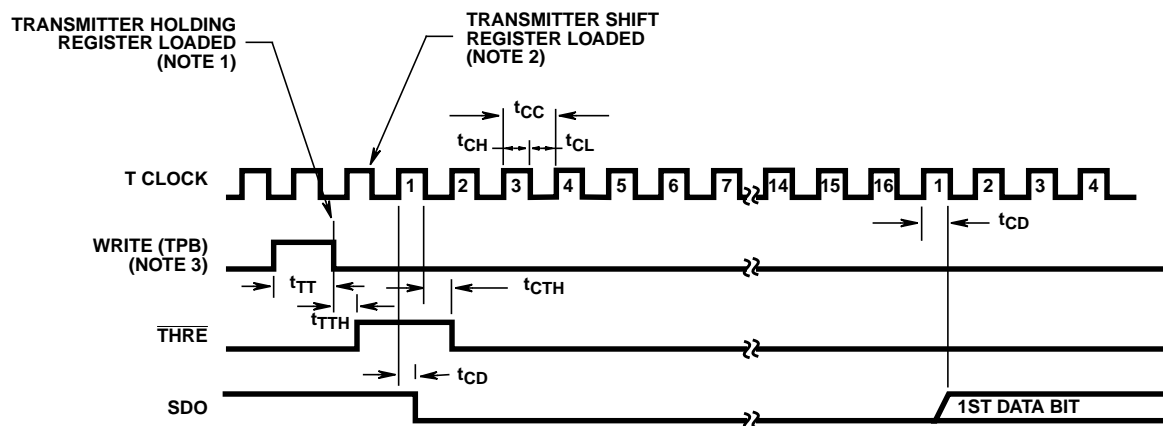 TRANSMITTER HOLDING
REGISTER LOADED
(NOTE 1)
TRANSMITTER SHIFT
REGISTER LOADED
(NOTE 2)
tCC
tCH
tCL
T CLOCK
1
2
3
4
5
6
7
14
15
16
1
2
3
4
tCD
WRITE (TPB)
(NOTE 3)
tTT
tCTH
tTTH
THRE
tCD
SDO
1ST DATA BIT